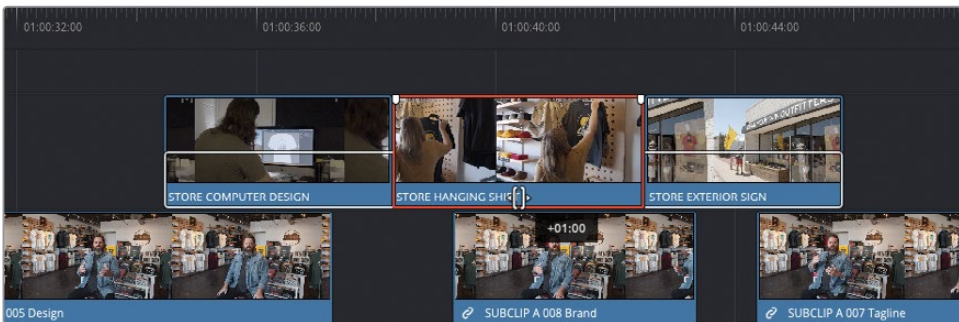 01:00:32:00
01:00:36:00
01:00:40:00
01:00:44:00
STORE COMPUTER DESIGN
STORE HANGING
STORE EXTERIOR SIGN
+01:00
005 Design
SUBCLIP A 008 Brand
SUBCLIP A 007 Tagline